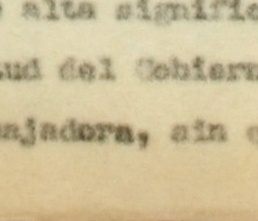 alta signific
ud del Gobiern
ajadora, sin